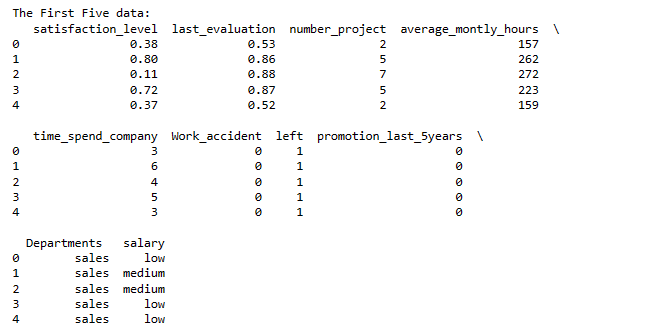 The First Five data:
satisfaction_level last_evaluation number_project average_montly_hours \
0 0.38 0.53 2 157
1 0.80 0.86 5 262
2 0.11 0.88 7 272
3 0.72 0.87 5 223
4 0.37 0.52 2 159
time_spend_company Work_accident left promotion_last_5years \
0 3 0 1 0
1 6 0 1 0
2 4 0 1 0
3 5 0 1 0
4 3 0 1 0
Departments salary
0 sales low
1 sales medium
2 sales medium
3 sales low
4 sales low